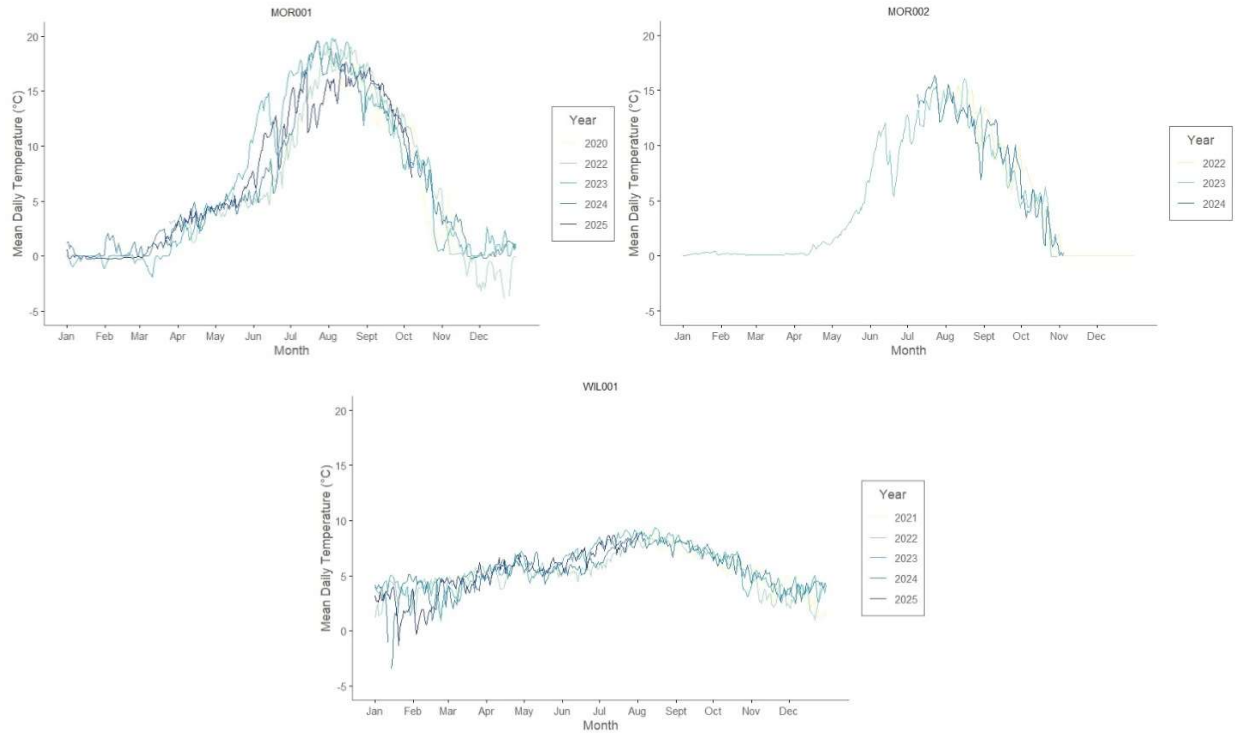 MOR001
Mean Daily Temperature (°C)
20
15
10
5
0
-5
Jan Feb Mar Apr May Jun Jul Aug Sept Oct Nov Dec
Month
Year
2020
2022
2023
2024
2025
MOR002
Mean Daily Temperature (°C)
20
15
10
5
0
-5
Jan Feb Mar Apr May Jun Jul Aug Sept Oct Nov Dec
Month
Year
2022
2023
2024
WIL001
Mean Daily Temperature (°C)
20
15
10
5
0
-5
Jan Feb Mar Apr May Jun Jul Aug Sept Oct Nov Dec
Month
Year
2021
2022
2023
2024
2025